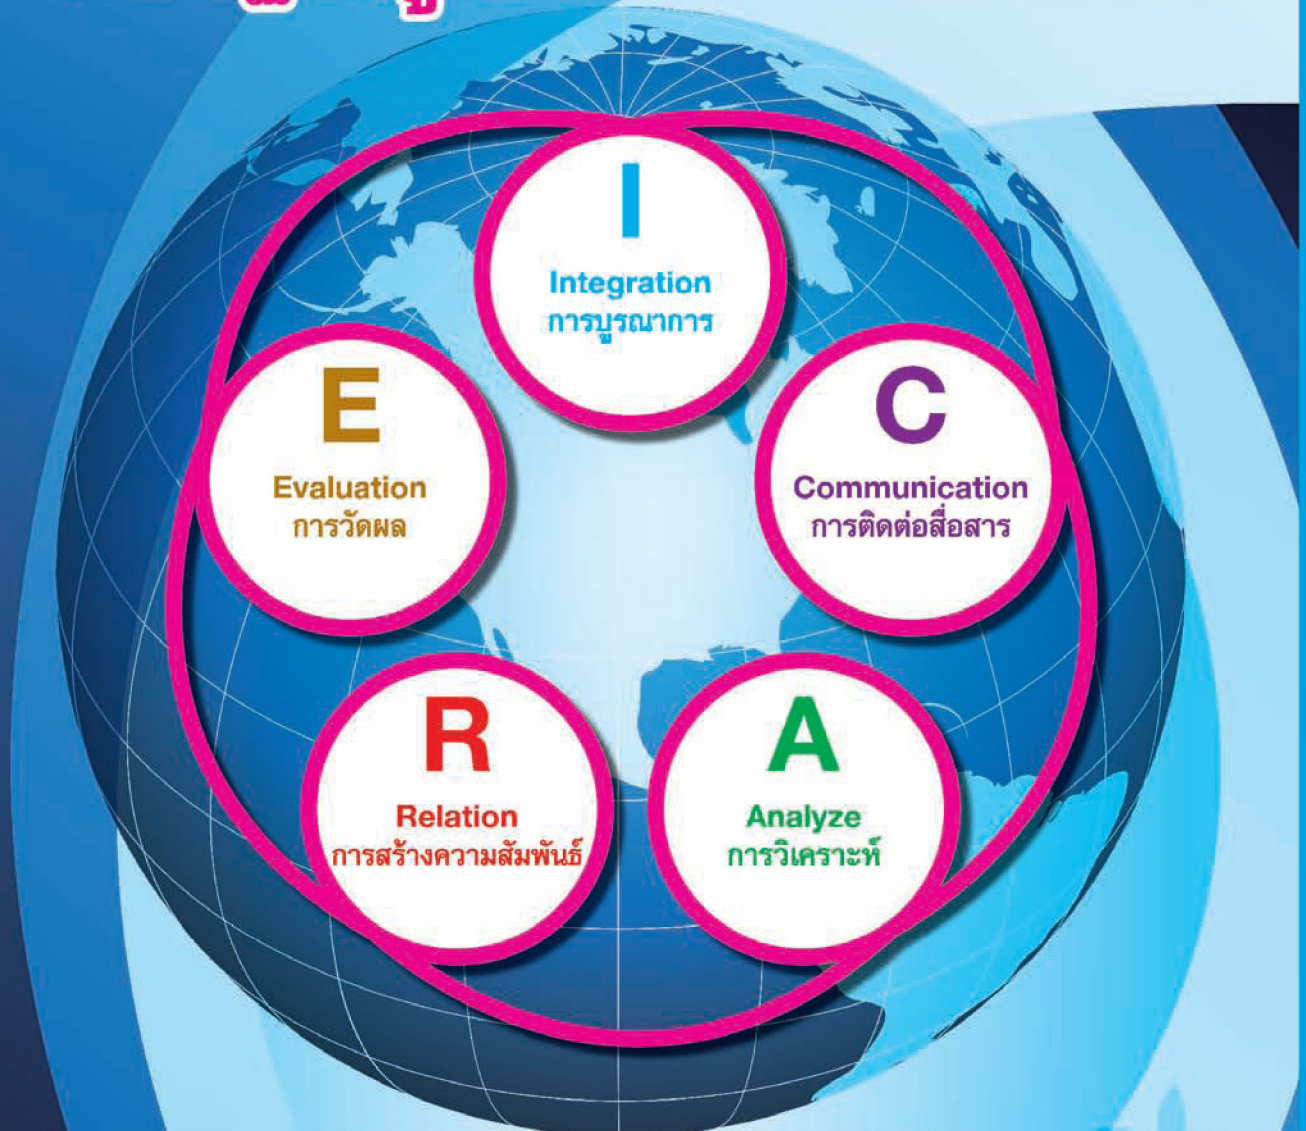 I
Integration
การบูรณาการ
C
Communication
การติดต่อสื่อสาร
A
Analyze
การวิเคราะห์
R
Relation
การสร้างความสัมพันธ์
E
Evaluation
การวัดผล